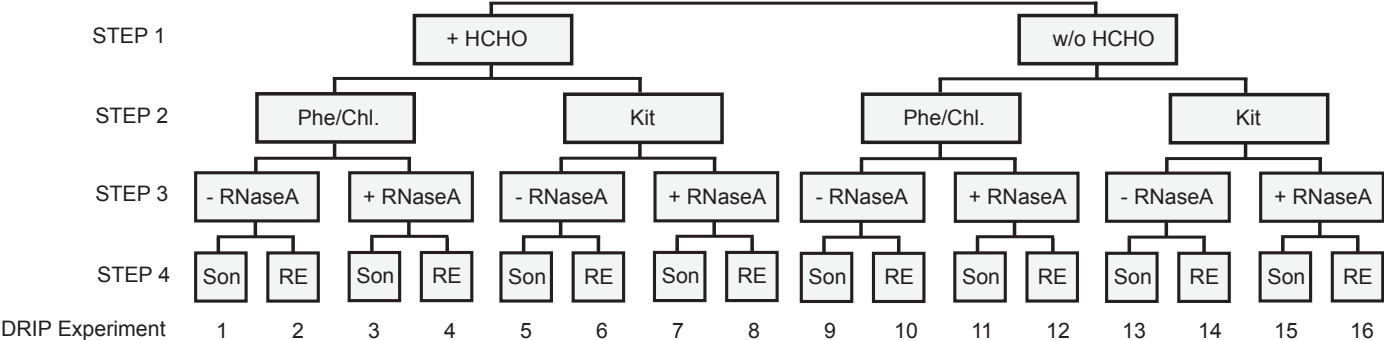 STEP 1 + HCHO w/o HCHO
STEP 2 Phe/Chl. Kit Phe/Chl. Kit
STEP 3 - RNaseA + RNaseA - RNaseA + RNaseA - RNaseA + RNaseA - RNaseA + RNaseA
STEP 4 Son RE Son RE Son RE Son RE Son RE Son RE Son RE Son RE
DRIP Experiment 1 2 3 4 5 6 7 8 9 10 11 12 13 14 15 16